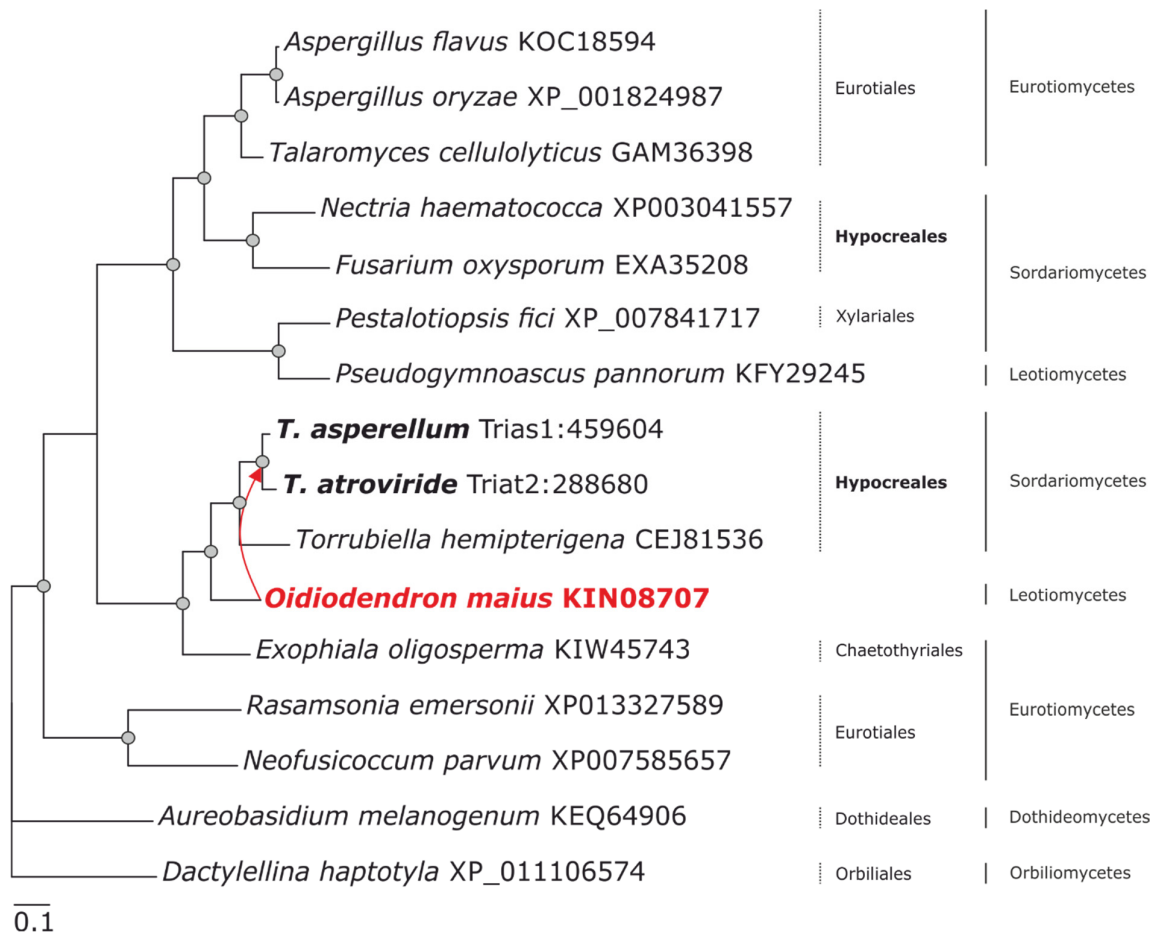 Aspergillus flavus KOC18594
Aspergillus oryzae XP_001824987
Eurotiales
Eurotiomycetes
Talaromyces cellulolyticus GAM36398
Nectria haematococca XP003041557
Hypocreales
Fusarium oxysporum EXA35208
Sordariomycetes
Pestalotiopsis fici XP_007841717
Xylariales
Pseudogymnoascus pannorum KFY29245
Leotiomycetes
T. asperellum Trias1:459604
T. atroviride Triat2:288680
Hypocreales
Sordariomycetes
Torrubiella hemipterigena CEJ81536
Oidiodendron maius KIN08707
Leotiomycetes
Exophiala oligosperma KIW45743
Chaetothyriales
Rasamsonia emersonii XP013327589
Eurotiomycetes
Eurotiales
Neofusicoccum parvum XP007585657
Aureobasidium melanogenum KEQ64906
Dothideales
Dothideomycetes
Dactylellina haptotyla XP_011106574
Orbiliales
Orbiliomycetes
0.1